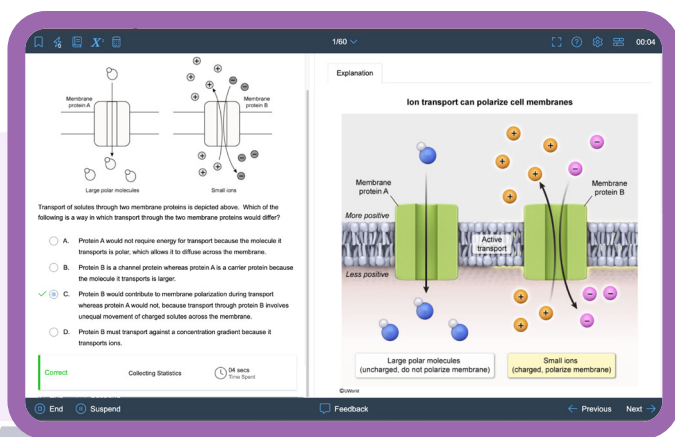 1/60
00:04
Membrane
protein A
Membrane
protein B
Large polar molecules
Small ions
Transport of solutes through two membrane proteins is depicted above. Which of the
following is a way in which transport through the two membrane proteins would differ?
A. Protein A would not require energy for transport because the molecule it
transports is polar, which allows it to diffuse across the membrane.
B. Protein B is a channel protein whereas protein A is a carrier protein because
the molecule it transports is larger.
C. Protein B would contribute to membrane polarization during transport
whereas protein A would not, because transport through protein B involves
unequal movement of charged solutes across the membrane.
D. Protein B must transport against a concentration gradient because it
transports ions.
Correct
Collecting Statistics
04 secs
Time Spent
Explanation
Ion transport can polarize cell membranes
Membrane
protein A
Membrane
protein B
More positive
Active
transport
Less positive
Large polar molecules
(uncharged, do not polarize membrane)
Small ions
(charged, polarize membrane)
©UWorld
End
Suspend
Feedback
Previous
Next